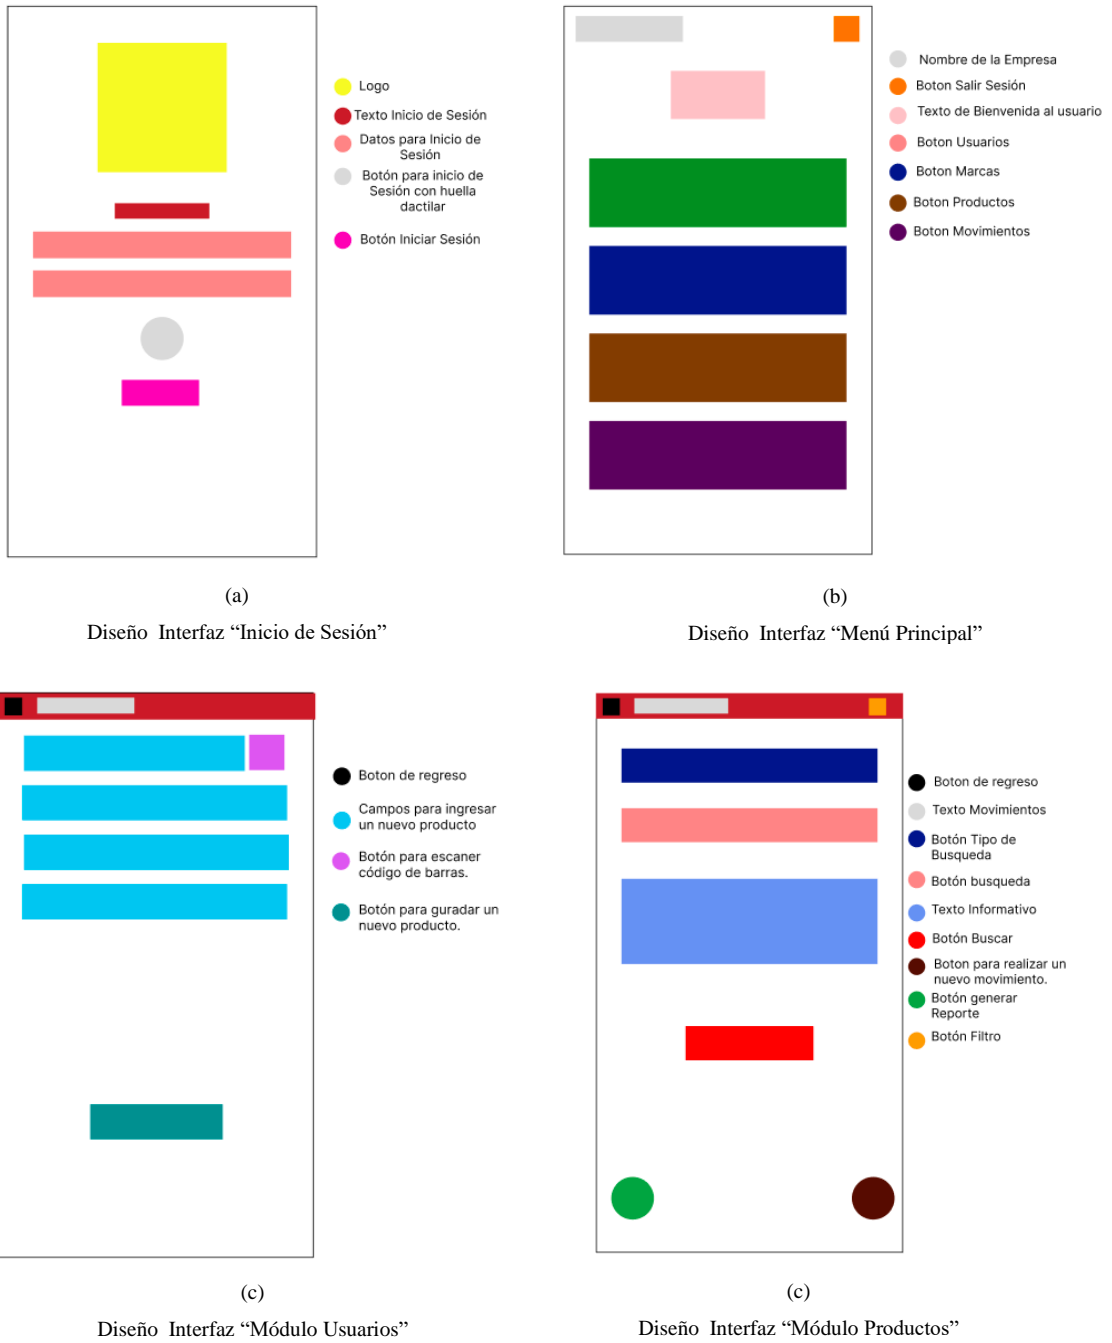 Logo
Texto Inicio de Sesión
Datos para Inicio de
Sesión
Botón para inicio de
Sesión con huella
dactilar
Botón Iniciar Sesión
(a)
Diseño Interfaz “Inicio de Sesión”
Nombre de la Empresa
Boton Salir Sesión
Texto de Bienvenida al usuario
Boton Usuarios
Boton Marcas
Boton Productos
Boton Movimientos
(b)
Diseño Interfaz “Menú Principal”
Boton de regreso
Campos para ingresar
un nuevo producto
Botón para escaner
código de barras.
Botón para guradar un
nuevo producto.
(c)
Diseño Interfaz “Módulo Usuarios”
Boton de regreso
Texto Movimientos
Botón Tipo de
Busqueda
Botón busqueda
Texto Informativo
Botón Buscar
Boton para realizar un
nuevo movimiento.
Botón generar
Reporte
Botón Filtro
(c)
Diseño Interfaz “Módulo Productos”